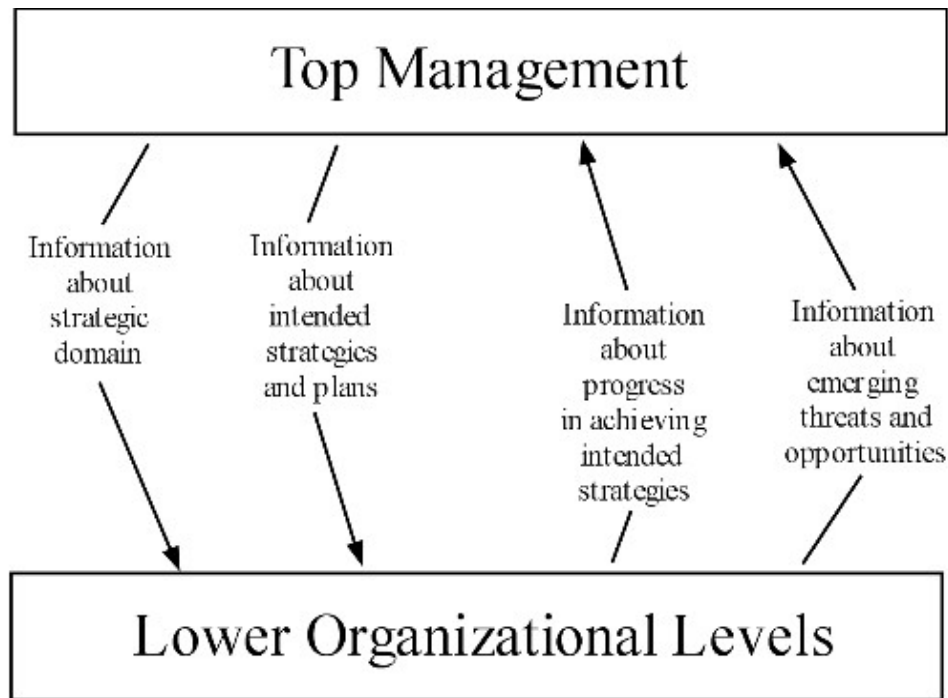 Top Management
Information
about
strategic
domain
Information
about
intended
strategies
and plans
Information
about
progress
in achieving
intended
strategies
Information
about
emerging
threats and
opportunities
Lower Organizational Levels